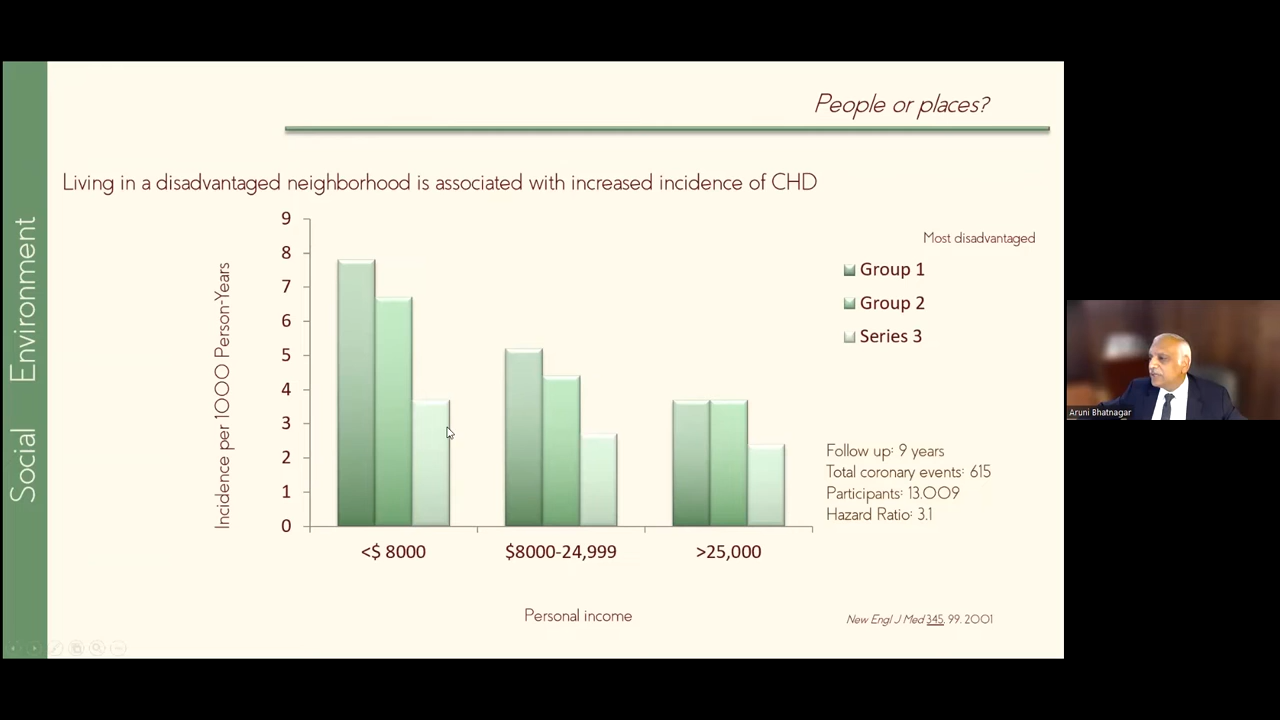 People or places?
Living in a disadvantaged neighborhood is associated with increased incidence of CHD
Social Environment
Incidence per 1000 Person-Years
9
8
7
6
5
4
3
2
1
0
<$ 8000
$8000-24,999
>25,000
Personal income
Most disadvantaged
Group 1
Group 2
Series 3
Follow up: 9 years
Total coronary events: 615
Participants: 13.009
Hazard Ratio: 3.1
New Engl J Med 345, 99, 2001
Aruni Bhatnagar